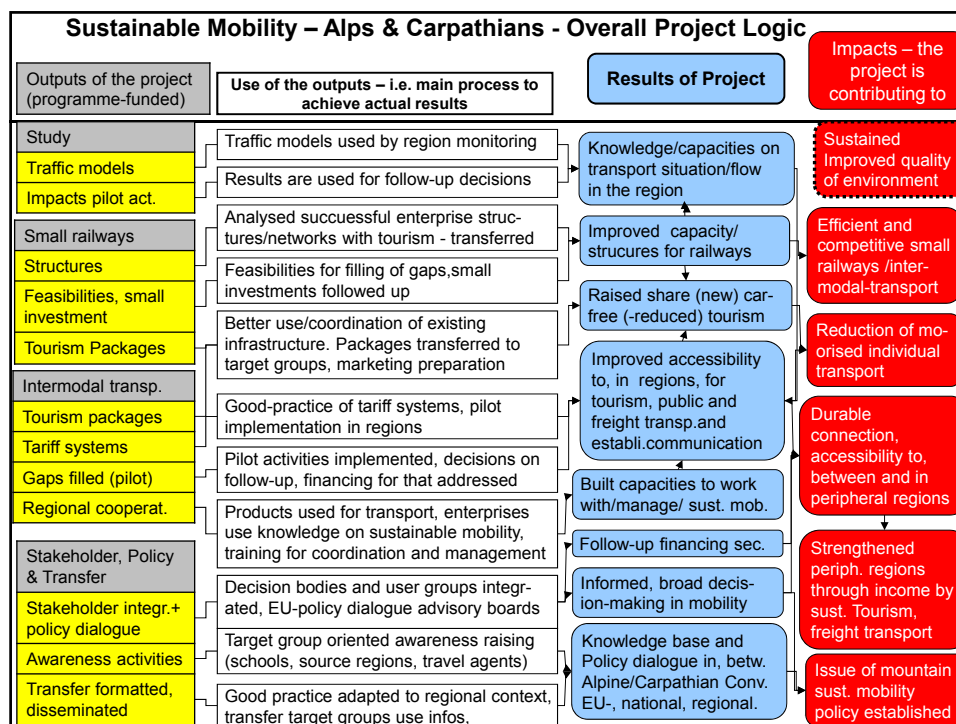 Sustainable Mobility – Alps & Carpathians - Overall Project Logic
Outputs of the project
(programme-funded)
Use of the outputs – i.e. main process to
achieve actual results
Results of Project
Impacts – the
project is
contributing to
Study
Traffic models
Impacts pilot act.
Small railways
Structures
Feasibilities, small
investment
Tourism Packages
Intermodal transp.
Tourism packages
Tariff systems
Gaps filled (pilot)
Regional cooperat.
Stakeholder, Policy
& Transfer
Stakeholder integr.+
policy dialogue
Awareness activities
Transfer formatted,
disseminated
Traffic models used by region monitoring
Results are used for follow-up decisions
Analysed succuessful enterprise struc-
tures/networks with tourism - transferred
Feasibilities for filling of gaps,small
investments followed up
Better use/coordination of existing
infrastructure. Packages transferred to
target groups, marketing preparation
Good-practice of tariff systems, pilot
implementation in regions
Pilot activities implemented, decisions on
follow-up, financing for that addressed
Products used for transport, enterprises
use knowledge on sustainable mobility,
training for coordination and management
Decision bodies and user groups integr-
ated, EU-policy dialogue advisory boards
Target group oriented awareness raising
(schools, source regions, travel agents)
Good practice adapted to regional context,
transfer target groups use infos,
Knowledge/capacities on
transport situation/flow
in the region
Improved capacity/
strucures for railways
Raised share (new) car-
free (-reduced) tourism
Improved accessibility
to, in regions, for
tourism, public and
freight transp.and
establi.communication
Built capacities to work
with/manage/ sust. mob.
Follow-up financing sec.
Informed, broad decis-
ion-making in mobility
Knowledge base and
Policy dialogue in, betw.
Alpine/Carpathian Conv.
EU-, national, regional.
Sustained
Improved quality
of environment
Efficient and
competitive small
railways /inter-
modal-transport
Reduction of mo-
orised individual
transport
Durable
connection,
accessibility to,
between and in
peripheral regions
Strengthened
periph. regions
through income by
sust. Tourism,
freight transport
Issue of mountain
sust. mobility
policy established